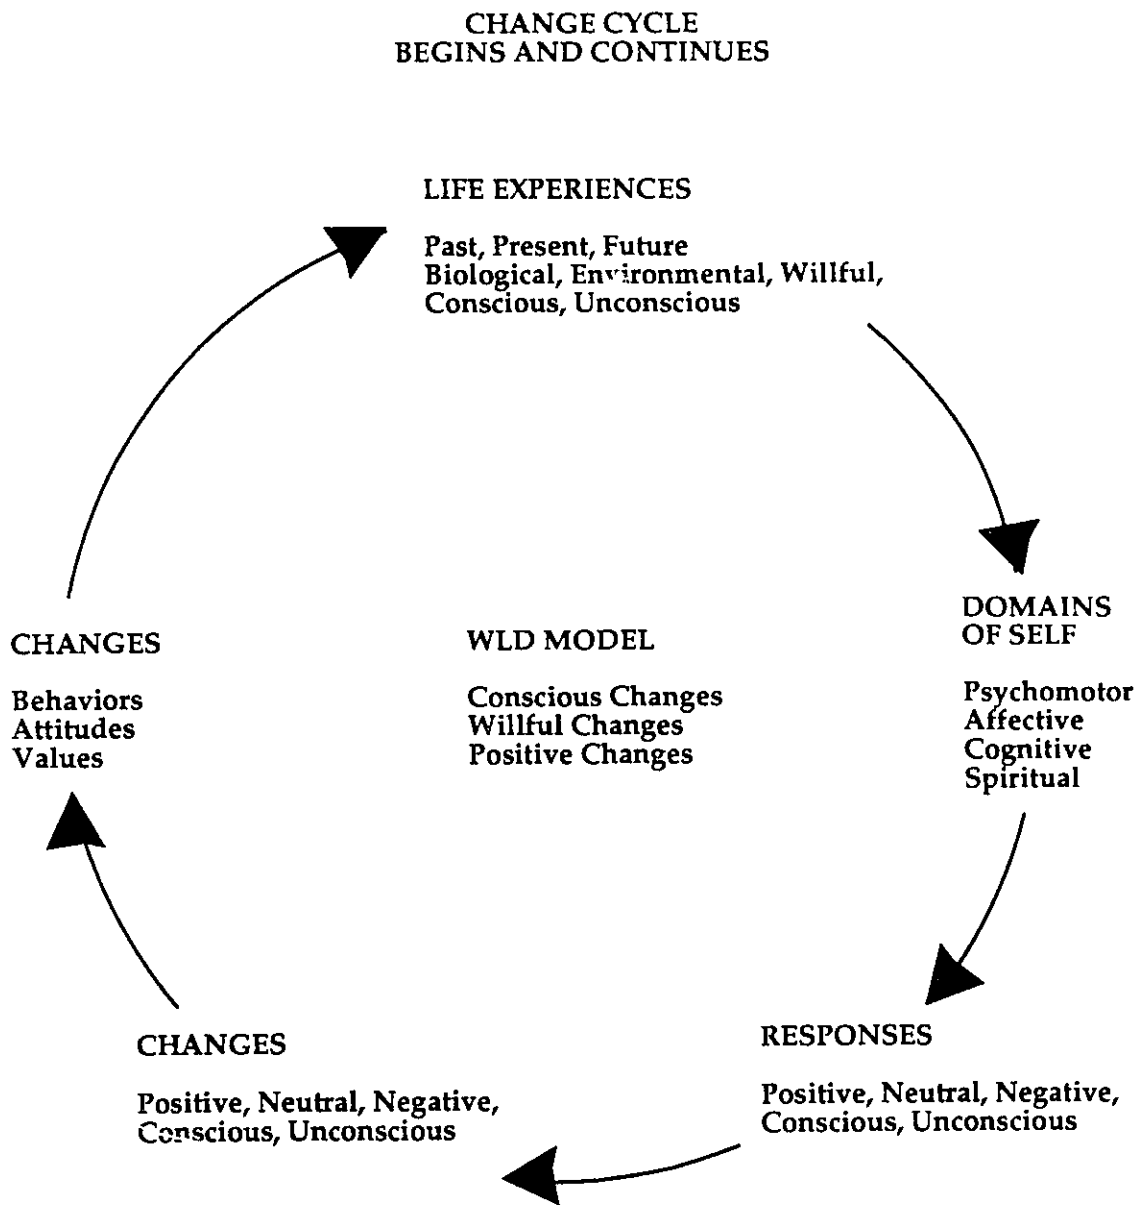 CHANGE CYCLE
BEGINS AND CONTINUES
LIFE EXPERIENCES
Past, Present, Future
Biological, Environmental, Willful,
Conscious, Unconscious
DOMAINS
OF SELF
Psychomotor
Affective
Cognitive
Spiritual
RESPONSES
Positive, Neutral, Negative,
Conscious, Unconscious
CHANGES
Positive, Neutral, Negative,
Conscious, Unconscious
CHANGES
Behaviors
Attitudes
Values
WLD MODEL
Conscious Changes
Willful Changes
Positive Changes